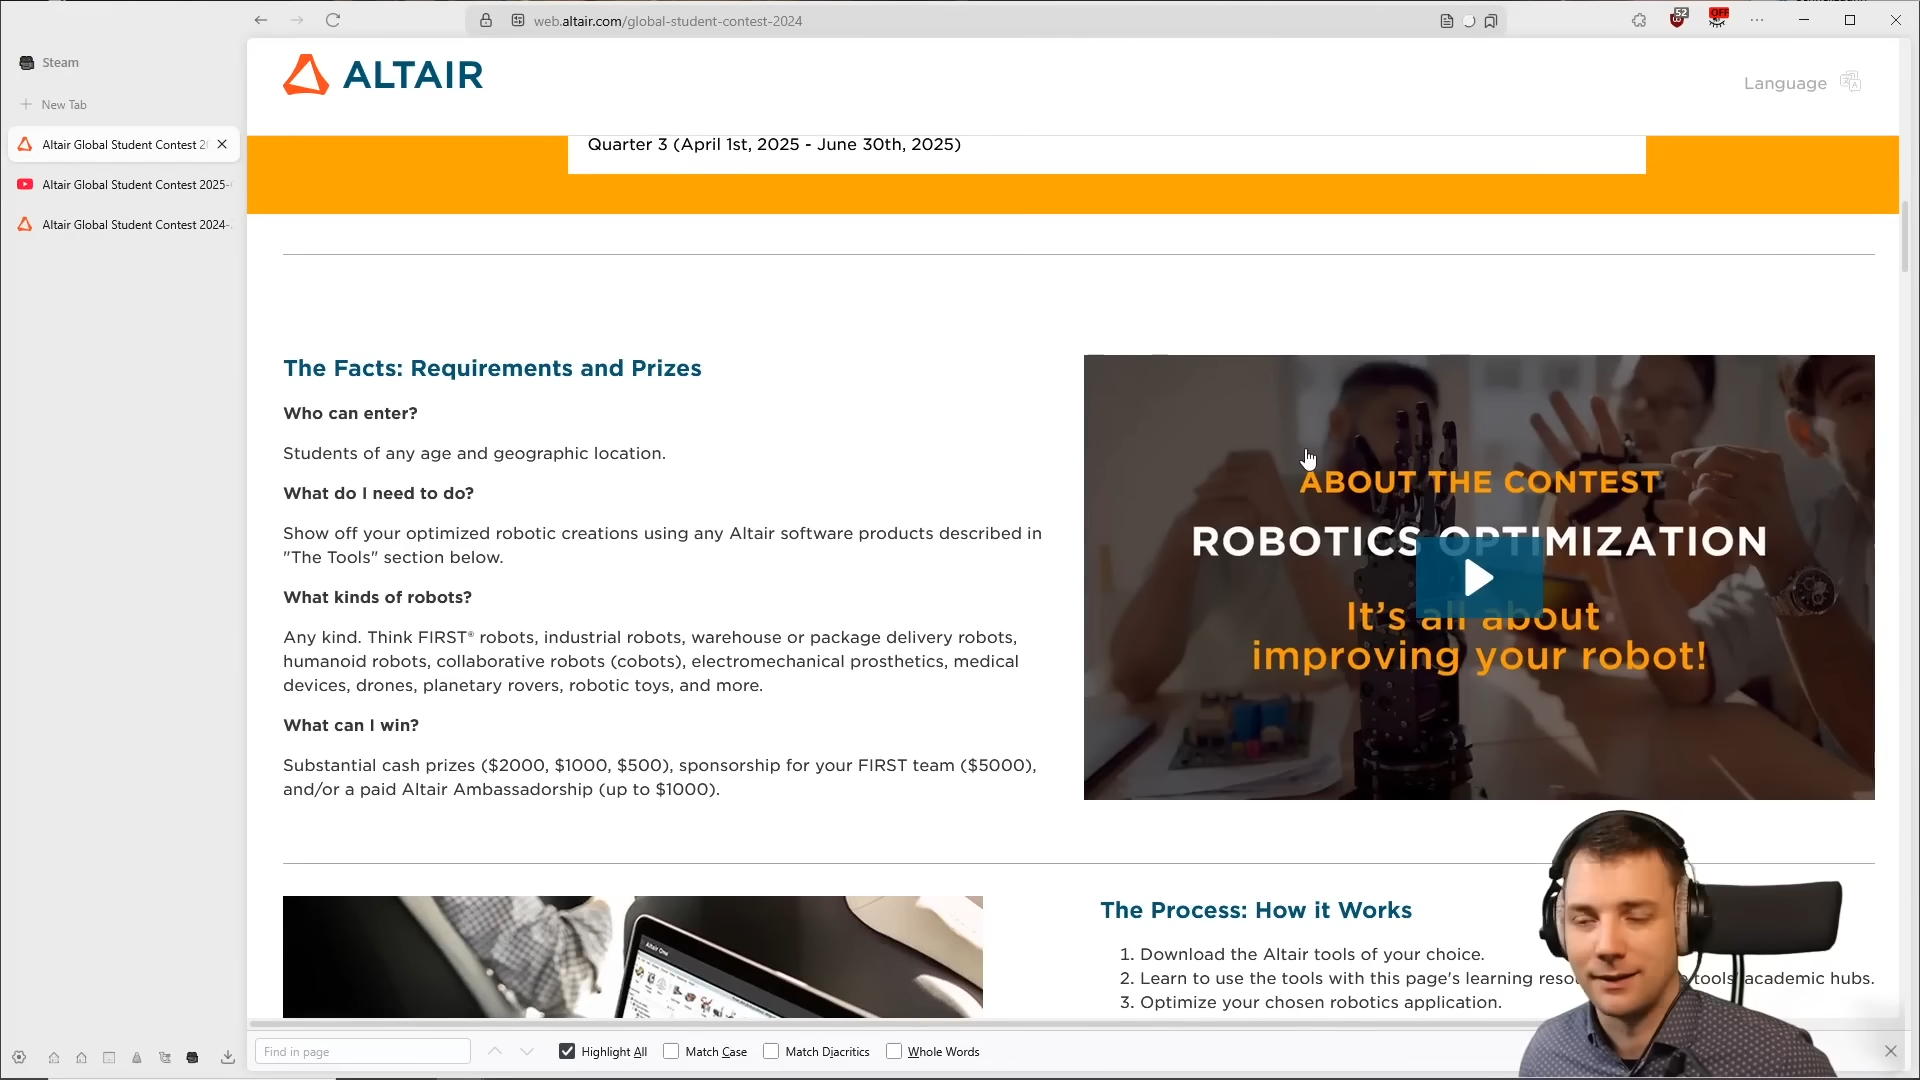 web.altair.com/global-student-contest-2024
52
OFF
Steam
New Tab
Altair Global Student Contest 2
Altair Global Student Contest 2025-
Altair Global Student Contest 2024-
ALTAIR
Language
Quarter 3 (April 1st, 2025 - June 30th, 2025)
The Facts: Requirements and Prizes
Who can enter?
Students of any age and geographic location.
What do I need to do?
Show off your optimized robotic creations using any Altair software products described in
"The Tools" section below.
What kinds of robots?
Any kind. Think FIRST® robots, industrial robots, warehouse or package delivery robots,
humanoid robots, collaborative robots (cobots), electromechanical prosthetics, medical
devices, drones, planetary rovers, robotic toys, and more.
What can I win?
Substantial cash prizes ($2000, $1000, $500), sponsorship for your FIRST team ($5000),
and/or a paid Altair Ambassadorship (up to $1000).
ABOUT THE CONTEST
ROBOTICS OPTIMIZATION
It's all about
improving your robot!
Altair One
The Process: How it Works
1. Download the Altair tools of your choice.
2. Learn to use the tools with this page's learning reso tools' academic hubs.
3. Optimize your chosen robotics application.
Find in page
Highlight All
Match Case
Match Diacritics
Whole Words